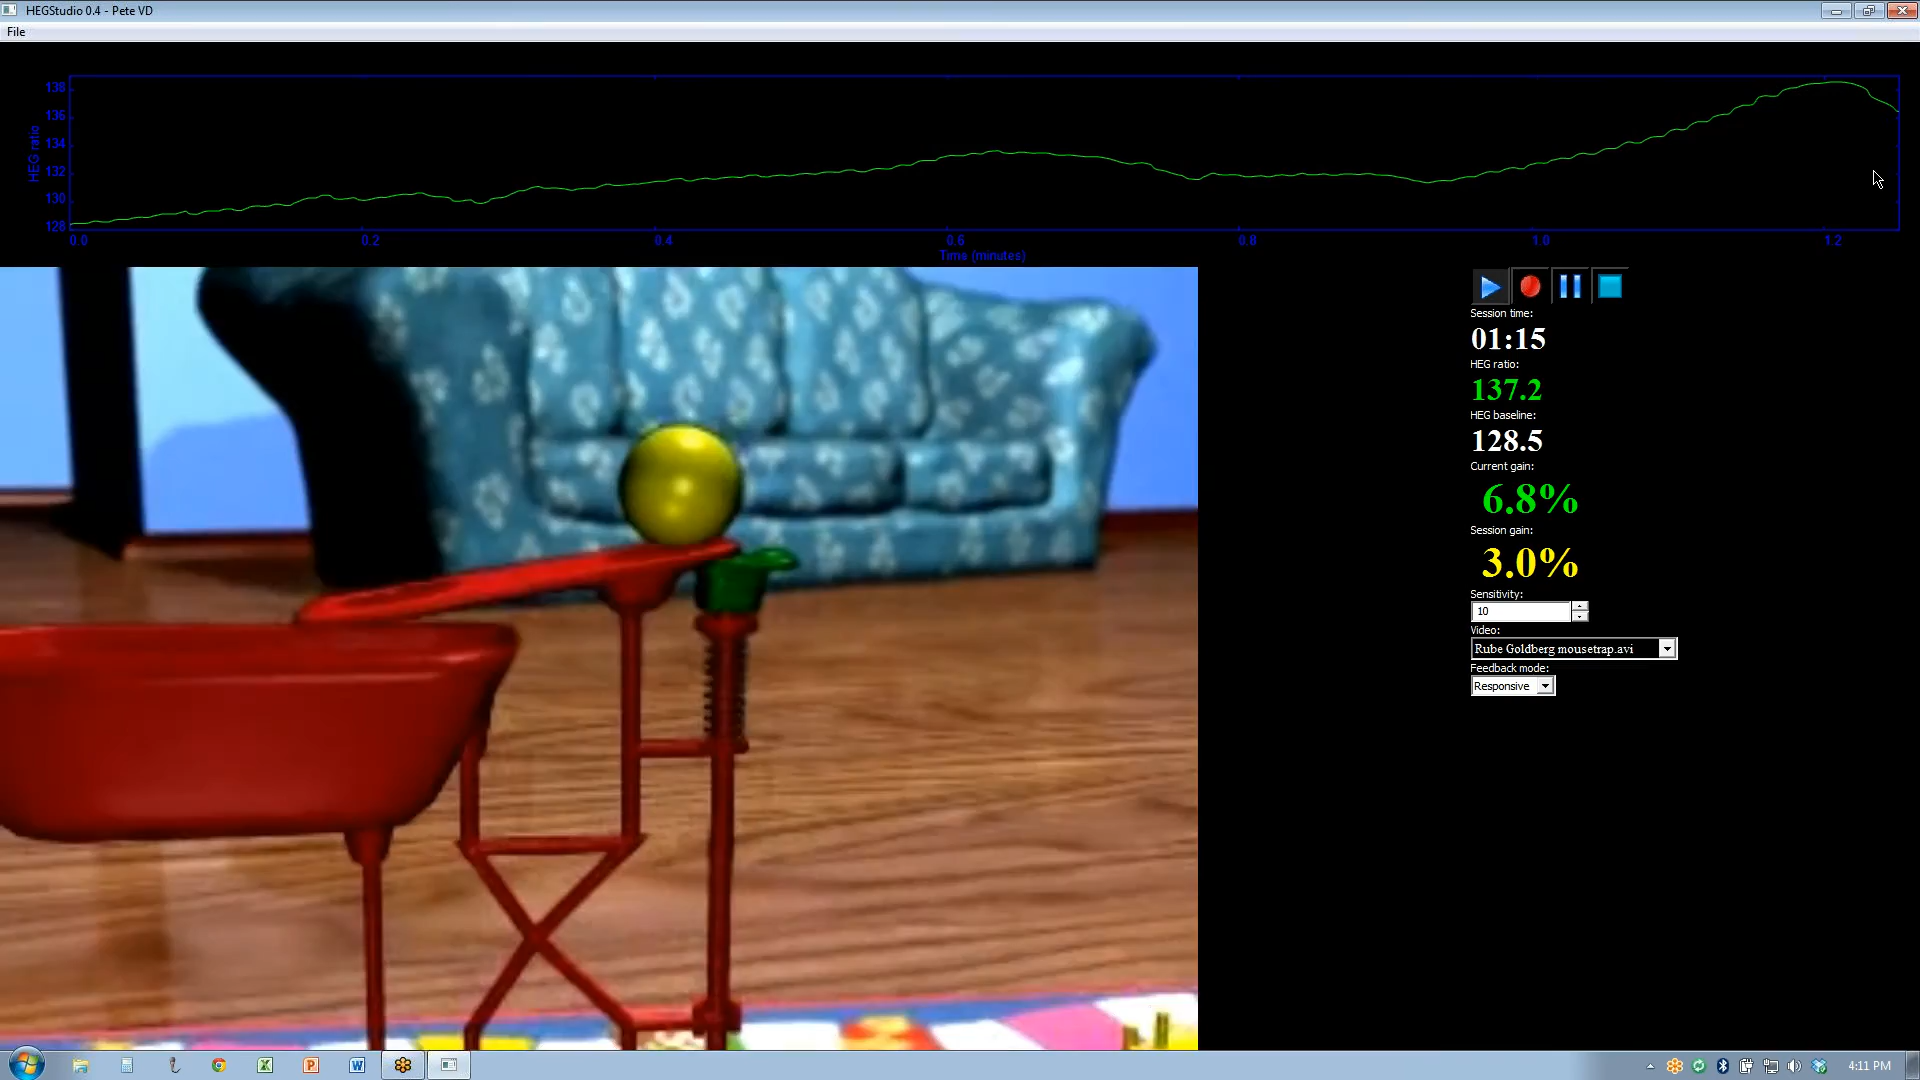 HEGStudio 0.4 - Pete VD
File
138
136
134
132
130
128
HEG ratio
0.0 0.2 0.4 0.6 0.8 1.0 1.2
Time (minutes)
Session time:
01:15
HEG ratio:
137.2
HEG baseline:
128.5
Current gain:
6.8%
Session gain:
3.0%
Sensitivity:
10
Video:
Rube Goldberg mousetrap.avi
Feedback mode:
Responsive
4:11 PM